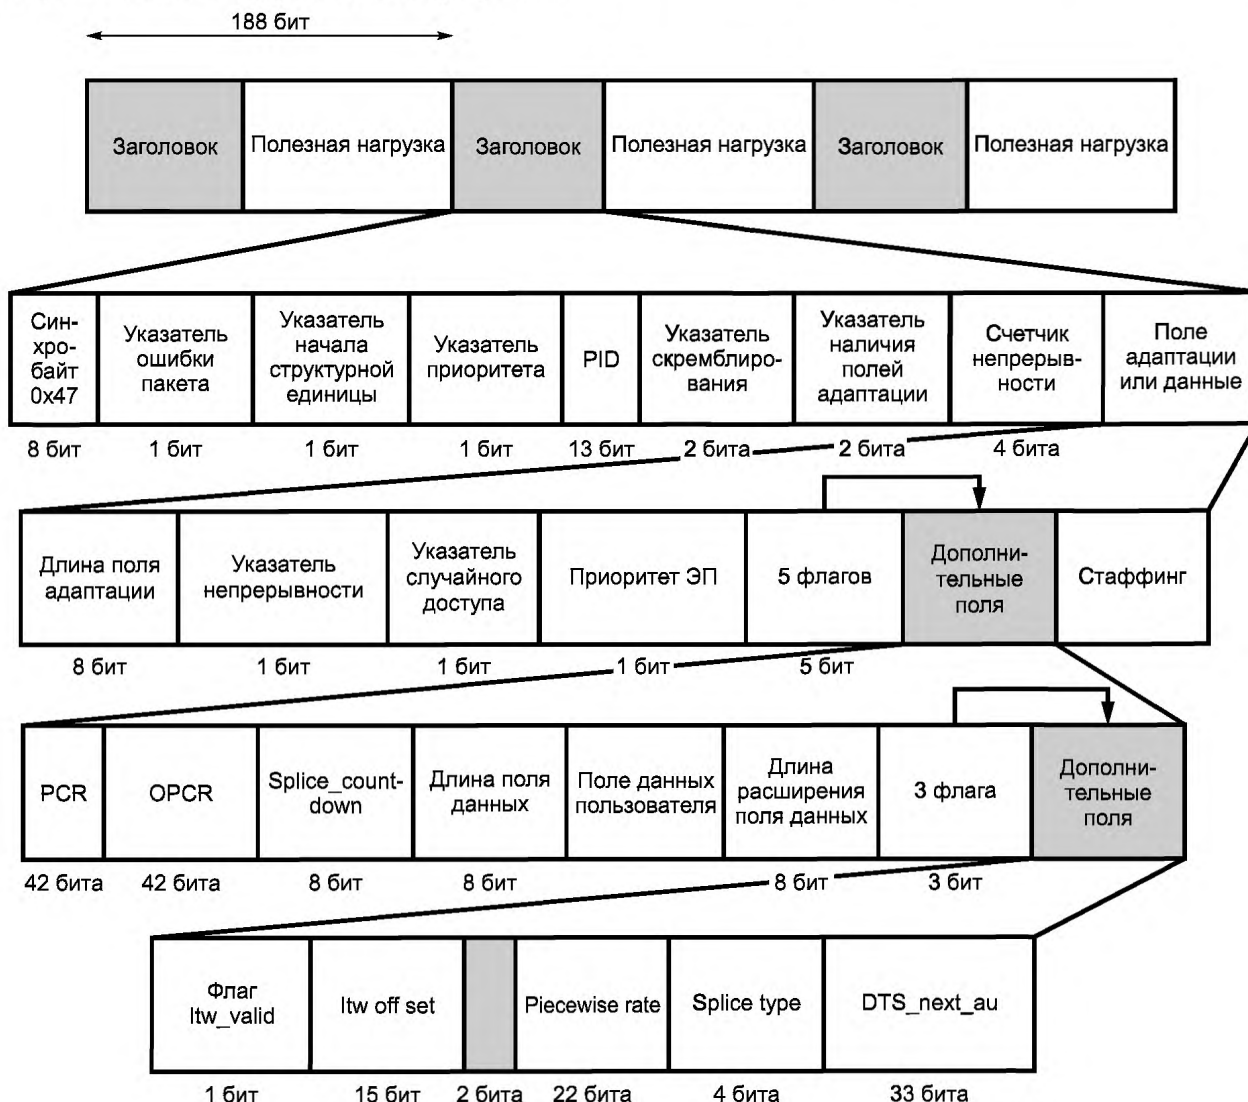 188 бит
Заголовок
Полезная нагрузка
Заголовок
Полезная нагрузка
Заголовок
Полезная нагрузка
Син-
хро-
байт
0x47
Указатель
ошибки
пакета
Указатель
начала
структурной
единицы
Указатель
приоритета
PID
Указатель
скремблиро-
вания
Указатель
наличия
полей
адаптации
Счетчик
непрерыв-
ности
Поле
адаптации
или данные
8 бит
1 бит
1 бит
1 бит
13 бит
2 бита
2 бита
4 бита
Длина поля
адаптации
Указатель
непрерывности
Указатель
случайного
доступа
Приоритет ЭП
5 флагов
Дополни-
тельные
поля
Стаффинг
8 бит
1 бит
1 бит
1 бит
5 бит
PCR
OPCR
Splice_count-
down
Длина поля
данных
Поле данных
пользователя
Длина
расширения
поля данных
3 флага
Дополни-
тельные
поля
42 бита
42 бита
8 бит
8 бит
8 бит
3 бит
Флаг
ltw_valid
ltw off set
Piecewise rate
Splice type
DTS_next_au
1 бит
15 бит
2 бита
22 бита
4 бита
33 бита